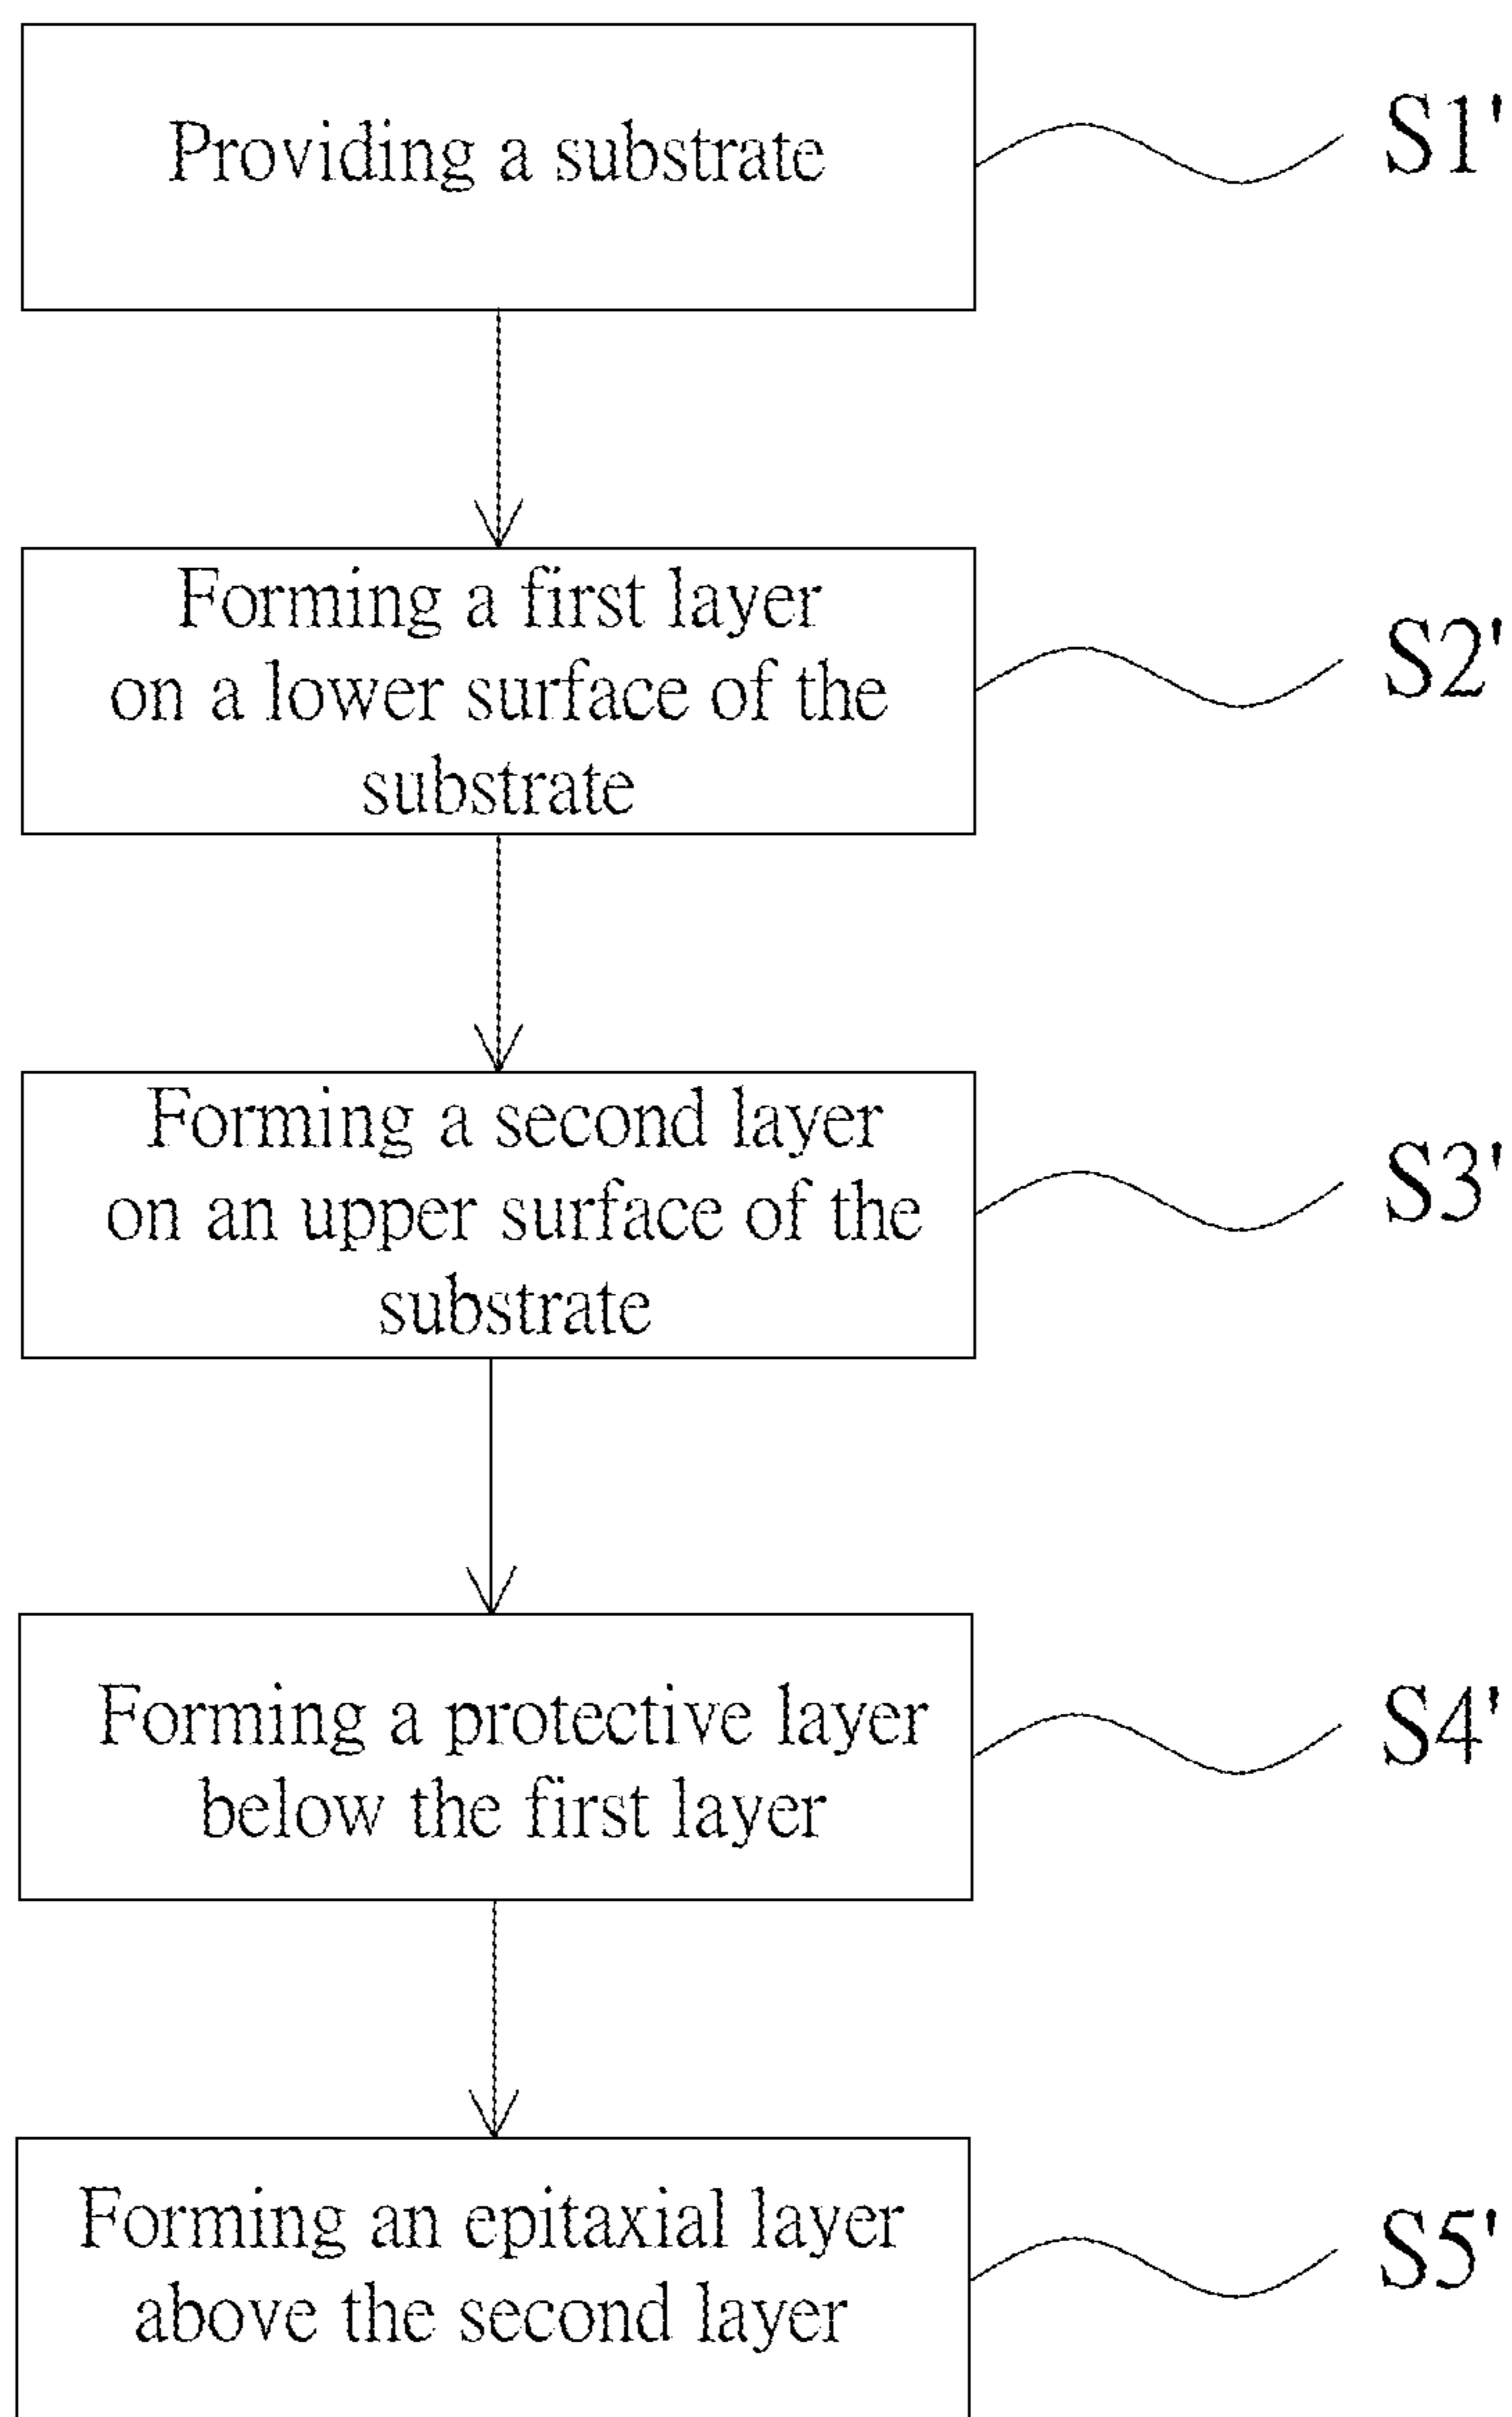 Providing a substrate
S1'
Forming a first layer
on a lower surface of the
substrate
S2'
Forming a second layer
on an upper surface of the
substrate
S3'
Forming a protective layer
below the first layer
S4'
Forming an epitaxial layer
above the second layer
S5'